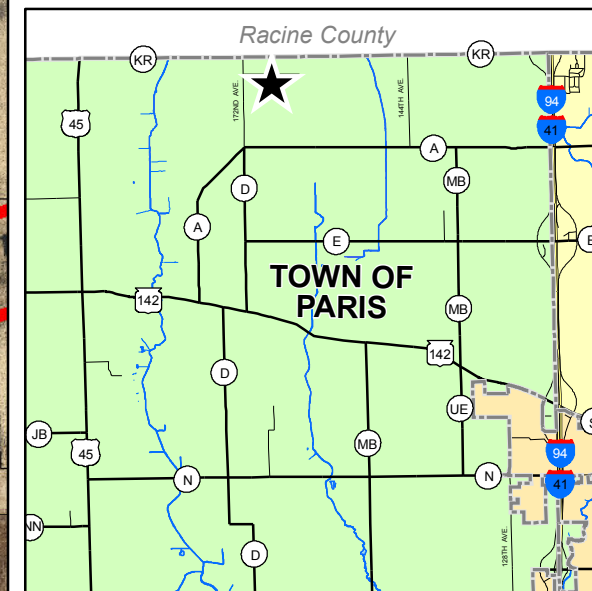 Racine County
KR
KR
94
172ND AVE.
144TH AVE.
45
41
A
MB
D
A
E
TOWN OF
PARIS
142
MB
142
D
UE
JB
MB
45
94
N
N
41
NN
128TH AVE.
D